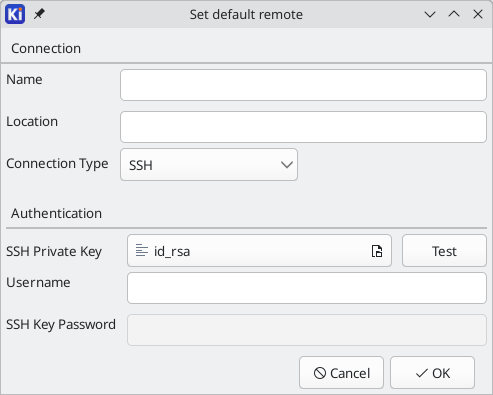 Ki
Set default remote
Connection
Name
Location
Connection Type
SSH
Authentication
SSH Private Key
id_rsa
Test
Username
SSH Key Password
Cancel
OK